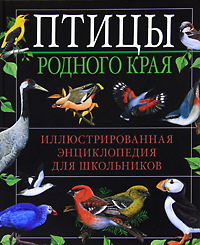 ПТИЦЫ
РОДНОГО КРАЯ
ИЛЛЮСТРИРОВАННАЯ
ЭНЦИКЛОПЕДИЯ
ДЛЯ ШКОЛЬНИКОВ